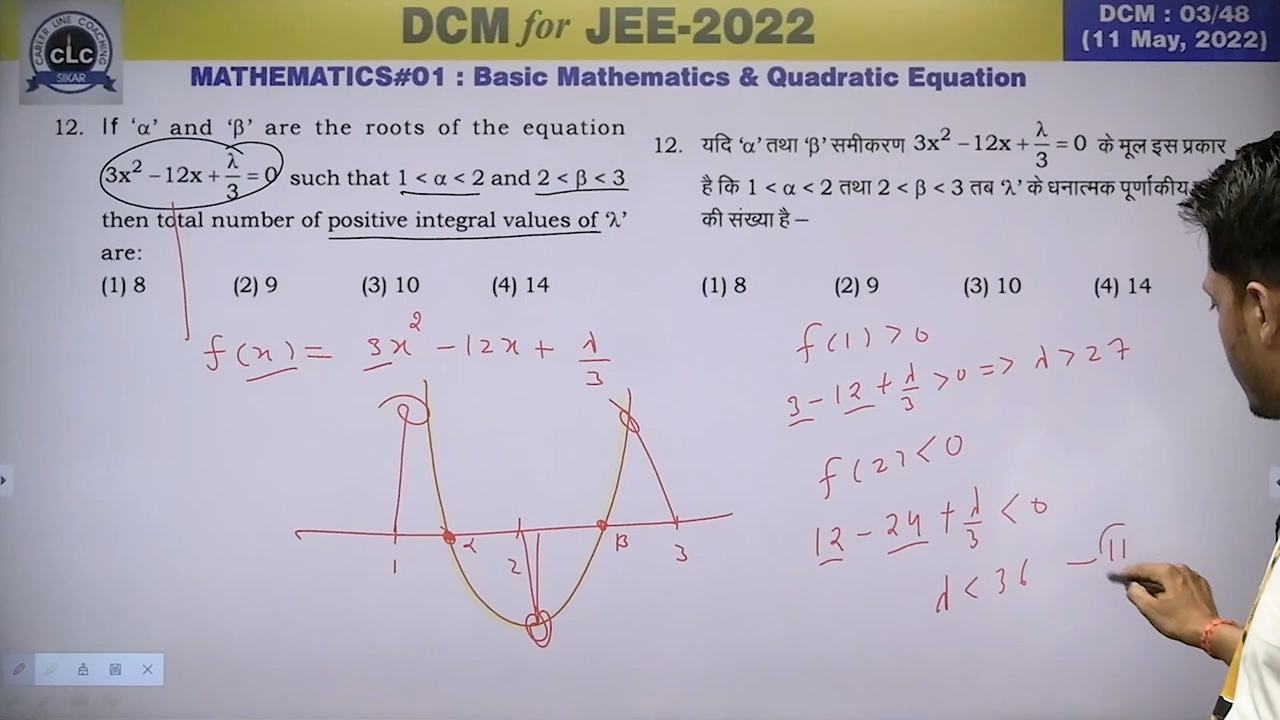 CAREER LINE COACHING
CLC
SIKAR
DCM for JEE-2022
DCM : 03/48
(11 May, 2022)
MATHEMATICS#01 : Basic Mathematics & Quadratic Equation
12. If ‘α’ and ‘β’ are the roots of the equation
3x² – 12x + λ/3 = 0 such that 1 < α < 2 and 2 < β < 3
then total number of positive integral values of ‘λ’
are:
(1) 8 (2) 9 (3) 10 (4) 14
12. यदि ‘α’ तथा ‘β’ समीकरण 3x² – 12x + λ/3 = 0 के मूल इस प्रकार
है कि 1 < α < 2 तथा 2 < β < 3 तब ‘λ’ के धनात्मक पूर्णांकीय
की संख्या है –
(1) 8 (2) 9 (3) 10 (4) 14
f(x) = 3x² – 12x + λ/3
1 α 2 β 3
f(1) > 0
3 – 12 + λ/3 > 0 => λ > 27
f(2) < 0
12 – 24 + λ/3 < 0
λ < 36 – (11